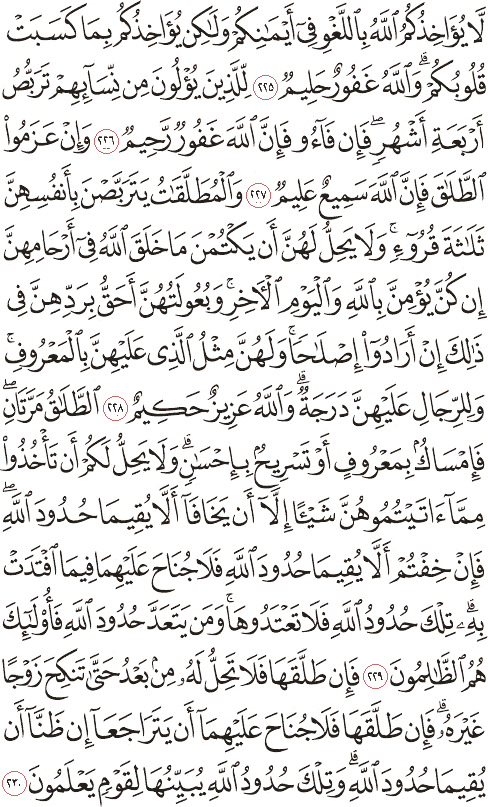 لَّا يُؤَاخِذُكُمُ ٱللَّهُ بِٱللَّغْوِ فِىٓ أَيْمَٰنِكُمْ وَلَٰكِن يُؤَاخِذُكُم بِمَا كَسَبَتْ
قُلُوبُكُمْ ۗ وَٱللَّهُ غَفُورٌ حَلِيمٌ ٢٢٥ لِّلَّذِينَ يُؤْلُونَ مِن نِّسَآئِهِمْ تَرَبُّصُ
أَرْبَعَةِ أَشْهُرٍ ۖ فَإِن فَآءُو فَإِنَّ ٱللَّهَ غَفُورٌ رَّحِيمٌ ٢٢٦ وَإِنْ عَزَمُوا۟
ٱلطَّلَٰقَ فَإِنَّ ٱللَّهَ سَمِيعٌ عَلِيمٌ ٢٢٧ وَٱلْمُطَلَّقَٰتُ يَتَرَبَّصْنَ بِأَنفُسِهِنَّ
ثَلَٰثَةَ قُرُوٓءٍ ۚ وَلَا يَحِلُّ لَهُنَّ أَن يَكْتُمْنَ مَا خَلَقَ ٱللَّهُ فِىٓ أَرْحَامِهِنَّ
إِن كُنَّ يُؤْمِنَّ بِٱللَّهِ وَٱلْيَوْمِ ٱلْءَاخِرِ ۚ وَبُعُولَتُهُنَّ أَحَقُّ بِرَدِّهِنَّ فِى
ذَٰلِكَ إِنْ أَرَادُوٓا۟ إِصْلَٰحًا ۚ وَلَهُنَّ مِثْلُ ٱلَّذِى عَلَيْهِنَّ بِٱلْمَعْرُوفِ ۚ
وَلِلرِّجَالِ عَلَيْهِنَّ دَرَجَةٌ ۗ وَٱللَّهُ عَزِيزٌ حَكِيمٌ ٢٢٨ ٱلطَّلَٰقُ مَرَّتَانِ ۖ
فَإِمْسَاكٌۢ بِمَعْرُوفٍ أَوْ تَسْرِيحٌۢ بِإِحْسَٰنٍ ۗ وَلَا يَحِلُّ لَكُمْ أَن تَأْخُذُوا۟
مِمَّآ ءَاتَيْتُمُوهُنَّ شَيْـًٔا إِلَّآ أَن يَخَافَآ أَلَّا يُقِيمَا حُدُودَ ٱللَّهِ ۖ
فَإِنْ خِفْتُمْ أَلَّا يُقِيمَا حُدُودَ ٱللَّهِ فَلَا جُنَاحَ عَلَيْهِمَا فِيمَا ٱفْتَدَتْ
بِهِۦ ۗ تِلْكَ حُدُودُ ٱللَّهِ فَلَا تَعْتَدُوهَا ۚ وَمَن يَتَعَدَّ حُدُودَ ٱللَّهِ فَأُو۟لَٰٓئِكَ
هُمُ ٱلظَّٰلِمُونَ ٢٢٩ فَإِن طَلَّقَهَا فَلَا تَحِلُّ لَهُۥ مِنۢ بَعْدُ حَتَّىٰ تَنكِحَ زَوْجًا
غَيْرَهُۥ ۗ فَإِن طَلَّقَهَا فَلَا جُنَاحَ عَلَيْهِمَآ أَن يَتَرَاجَعَآ إِن ظَنَّآ أَن
يُقِيمَا حُدُودَ ٱللَّهِ ۗ وَتِلْكَ حُدُودُ ٱللَّهِ يُبَيِّنُهَا لِقَوْمٍ يَعْلَمُونَ ٢٣٠